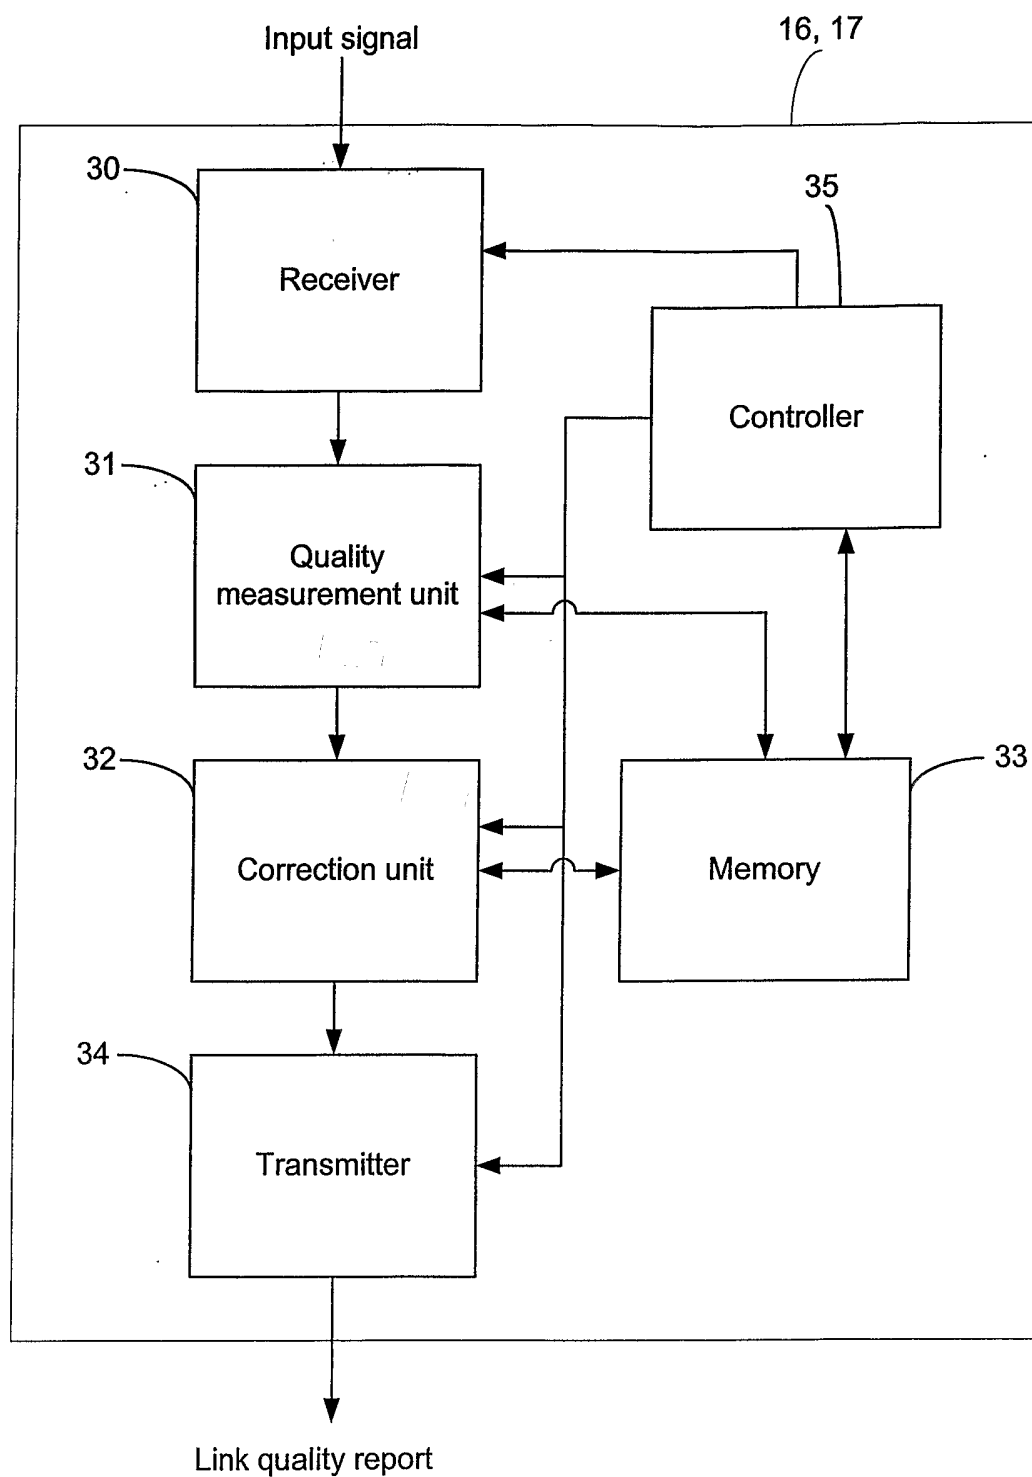 Input signal
16, 17
30
35
Receiver
Controller
31
Quality
measurement unit
32
33
Correction unit
Memory
34
Transmitter
Link quality report